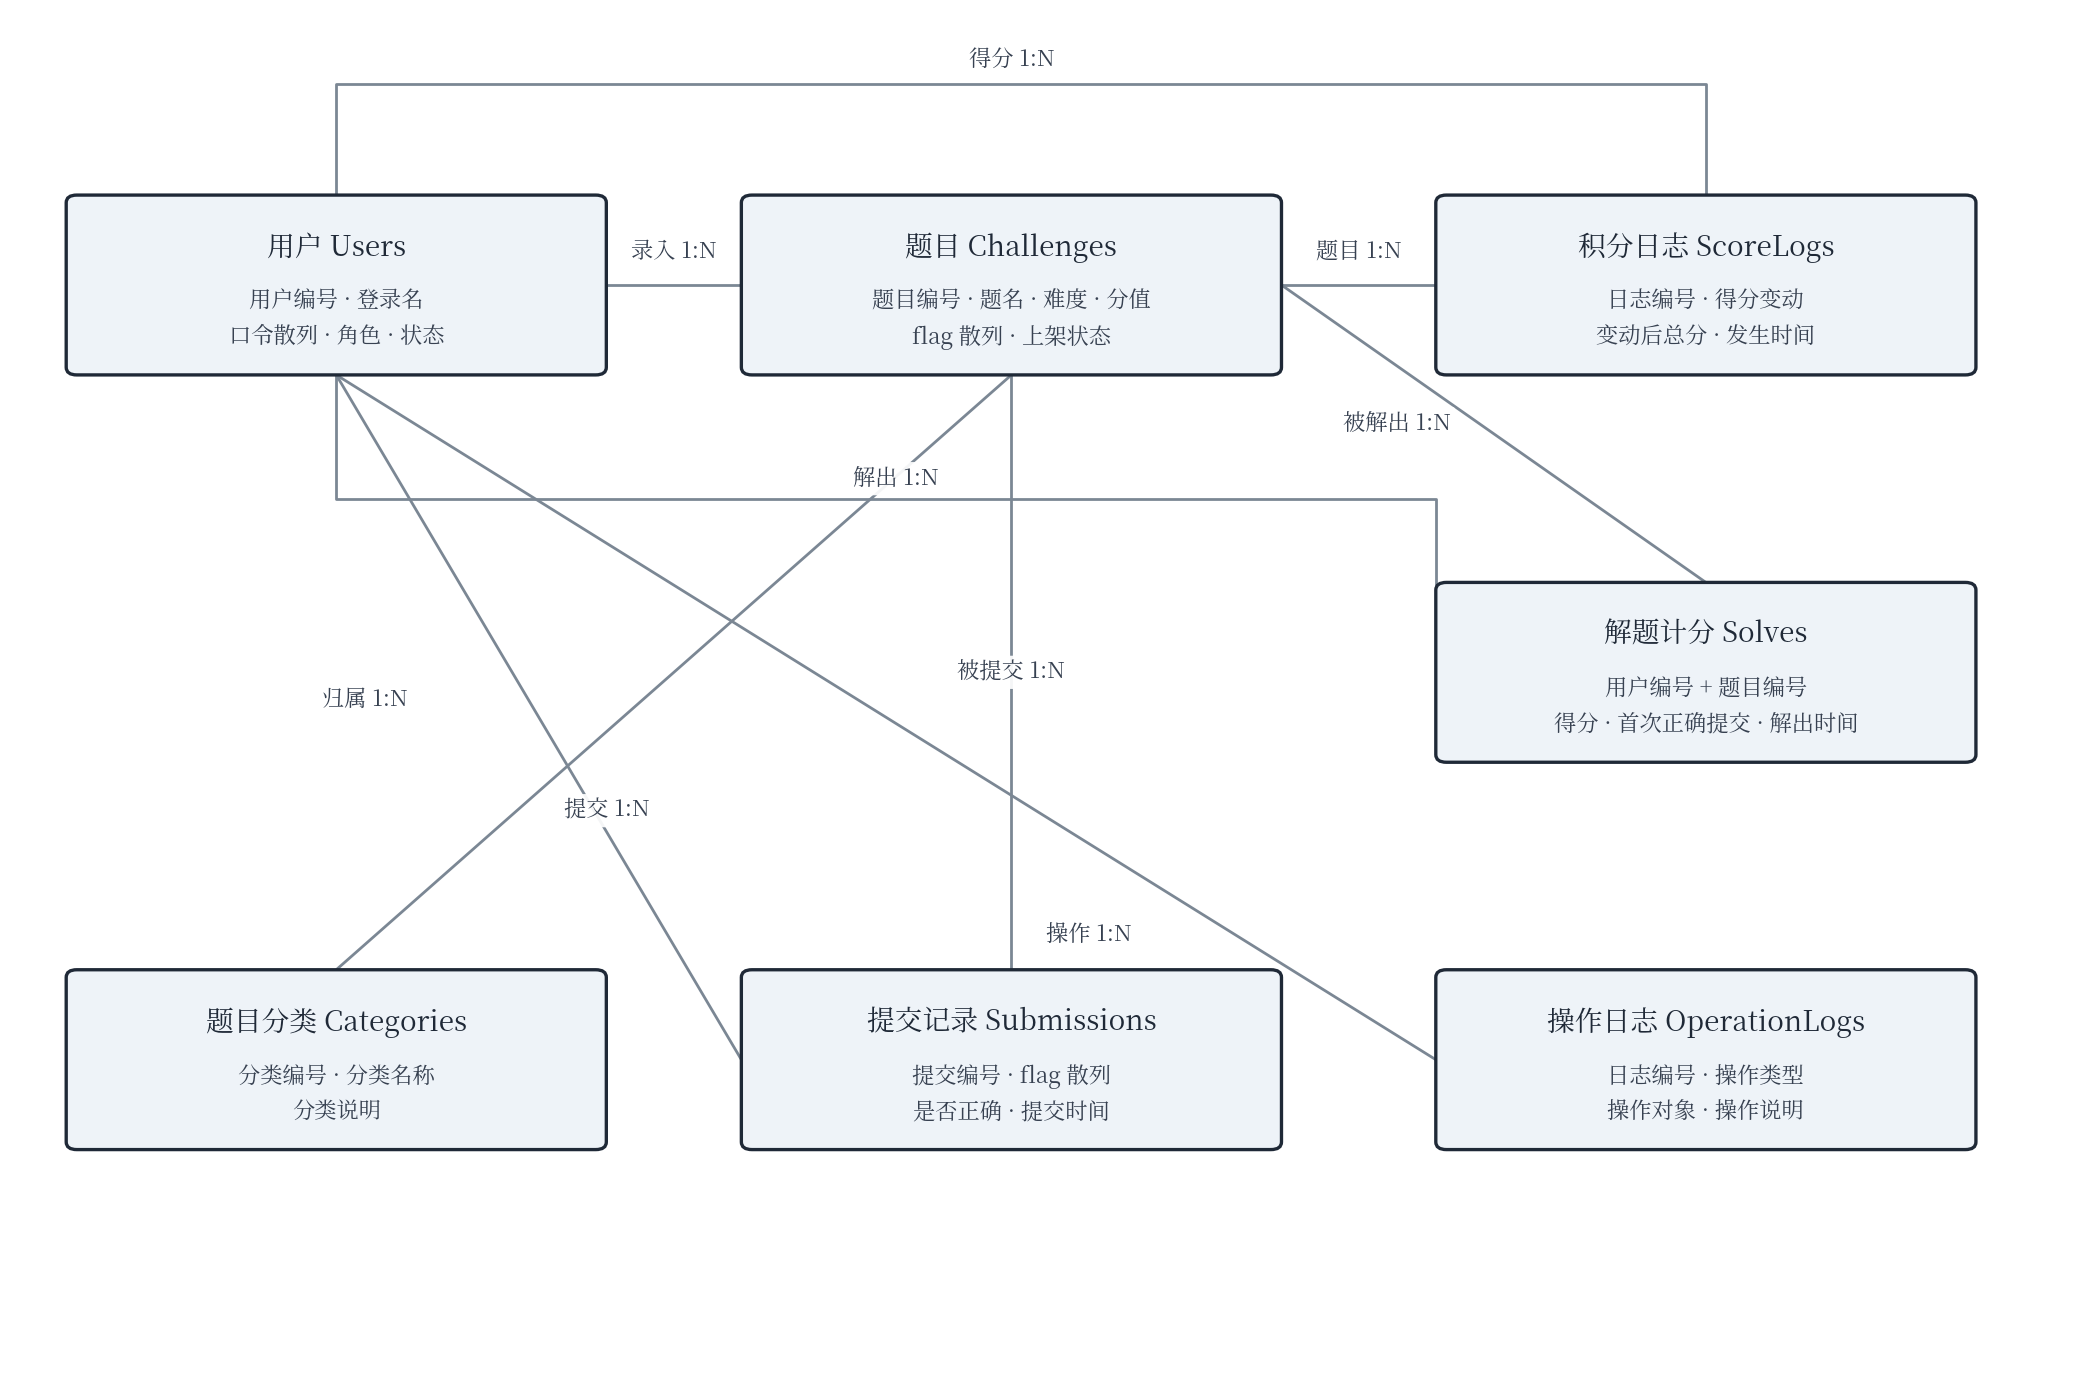 得分 1:N
用户 Users
用户编号 · 登录名
口令散列 · 角色 · 状态
录入 1:N
题目 Challenges
题目编号 · 题名 · 难度 · 分值
flag 散列 · 上架状态
题目 1:N
积分日志 ScoreLogs
日志编号 · 得分变动
变动后总分 · 发生时间
被解出 1:N
解出 1:N
解题计分 Solves
用户编号 + 题目编号
得分 · 首次正确提交 · 解出时间
被提交 1:N
归属 1:N
提交 1:N
操作 1:N
题目分类 Categories
分类编号 · 分类名称
分类说明
提交记录 Submissions
提交编号 · flag 散列
是否正确 · 提交时间
操作日志 OperationLogs
日志编号 · 操作类型
操作对象 · 操作说明